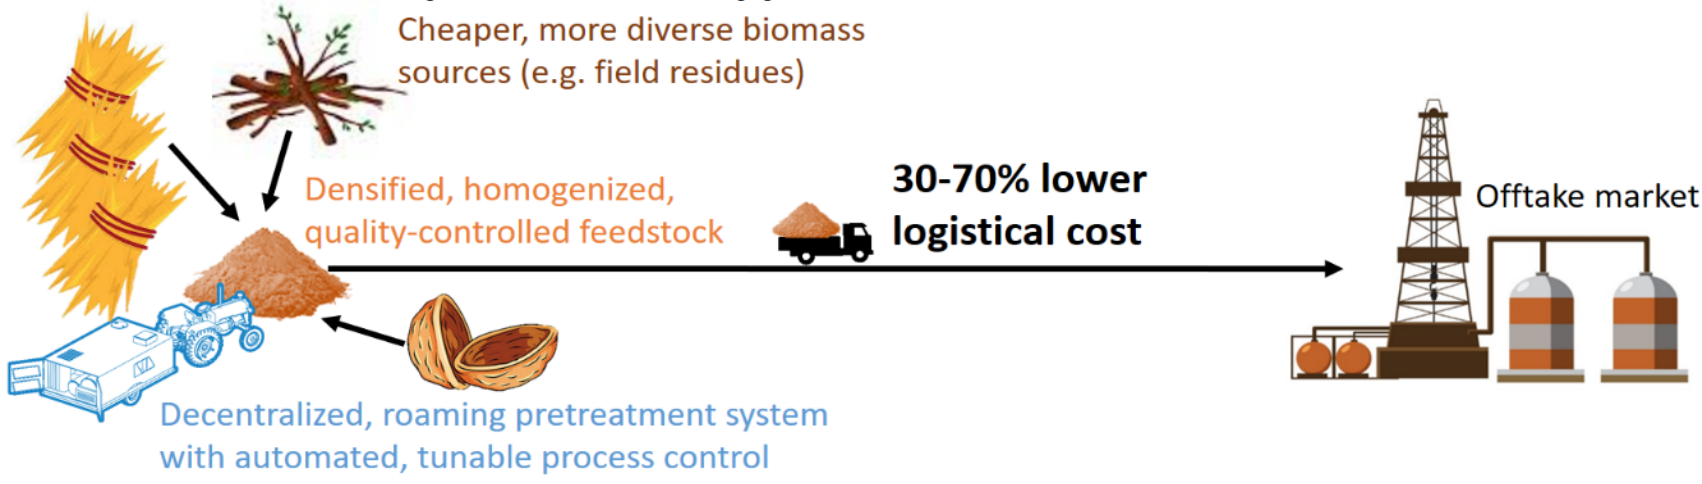 Cheaper, more diverse biomass
sources (e.g. field residues)
Densified, homogenized,
quality-controlled feedstock
30-70% lower
logistical cost
Offtake market
Decentralized, roaming pretreatment system
with automated, tunable process control